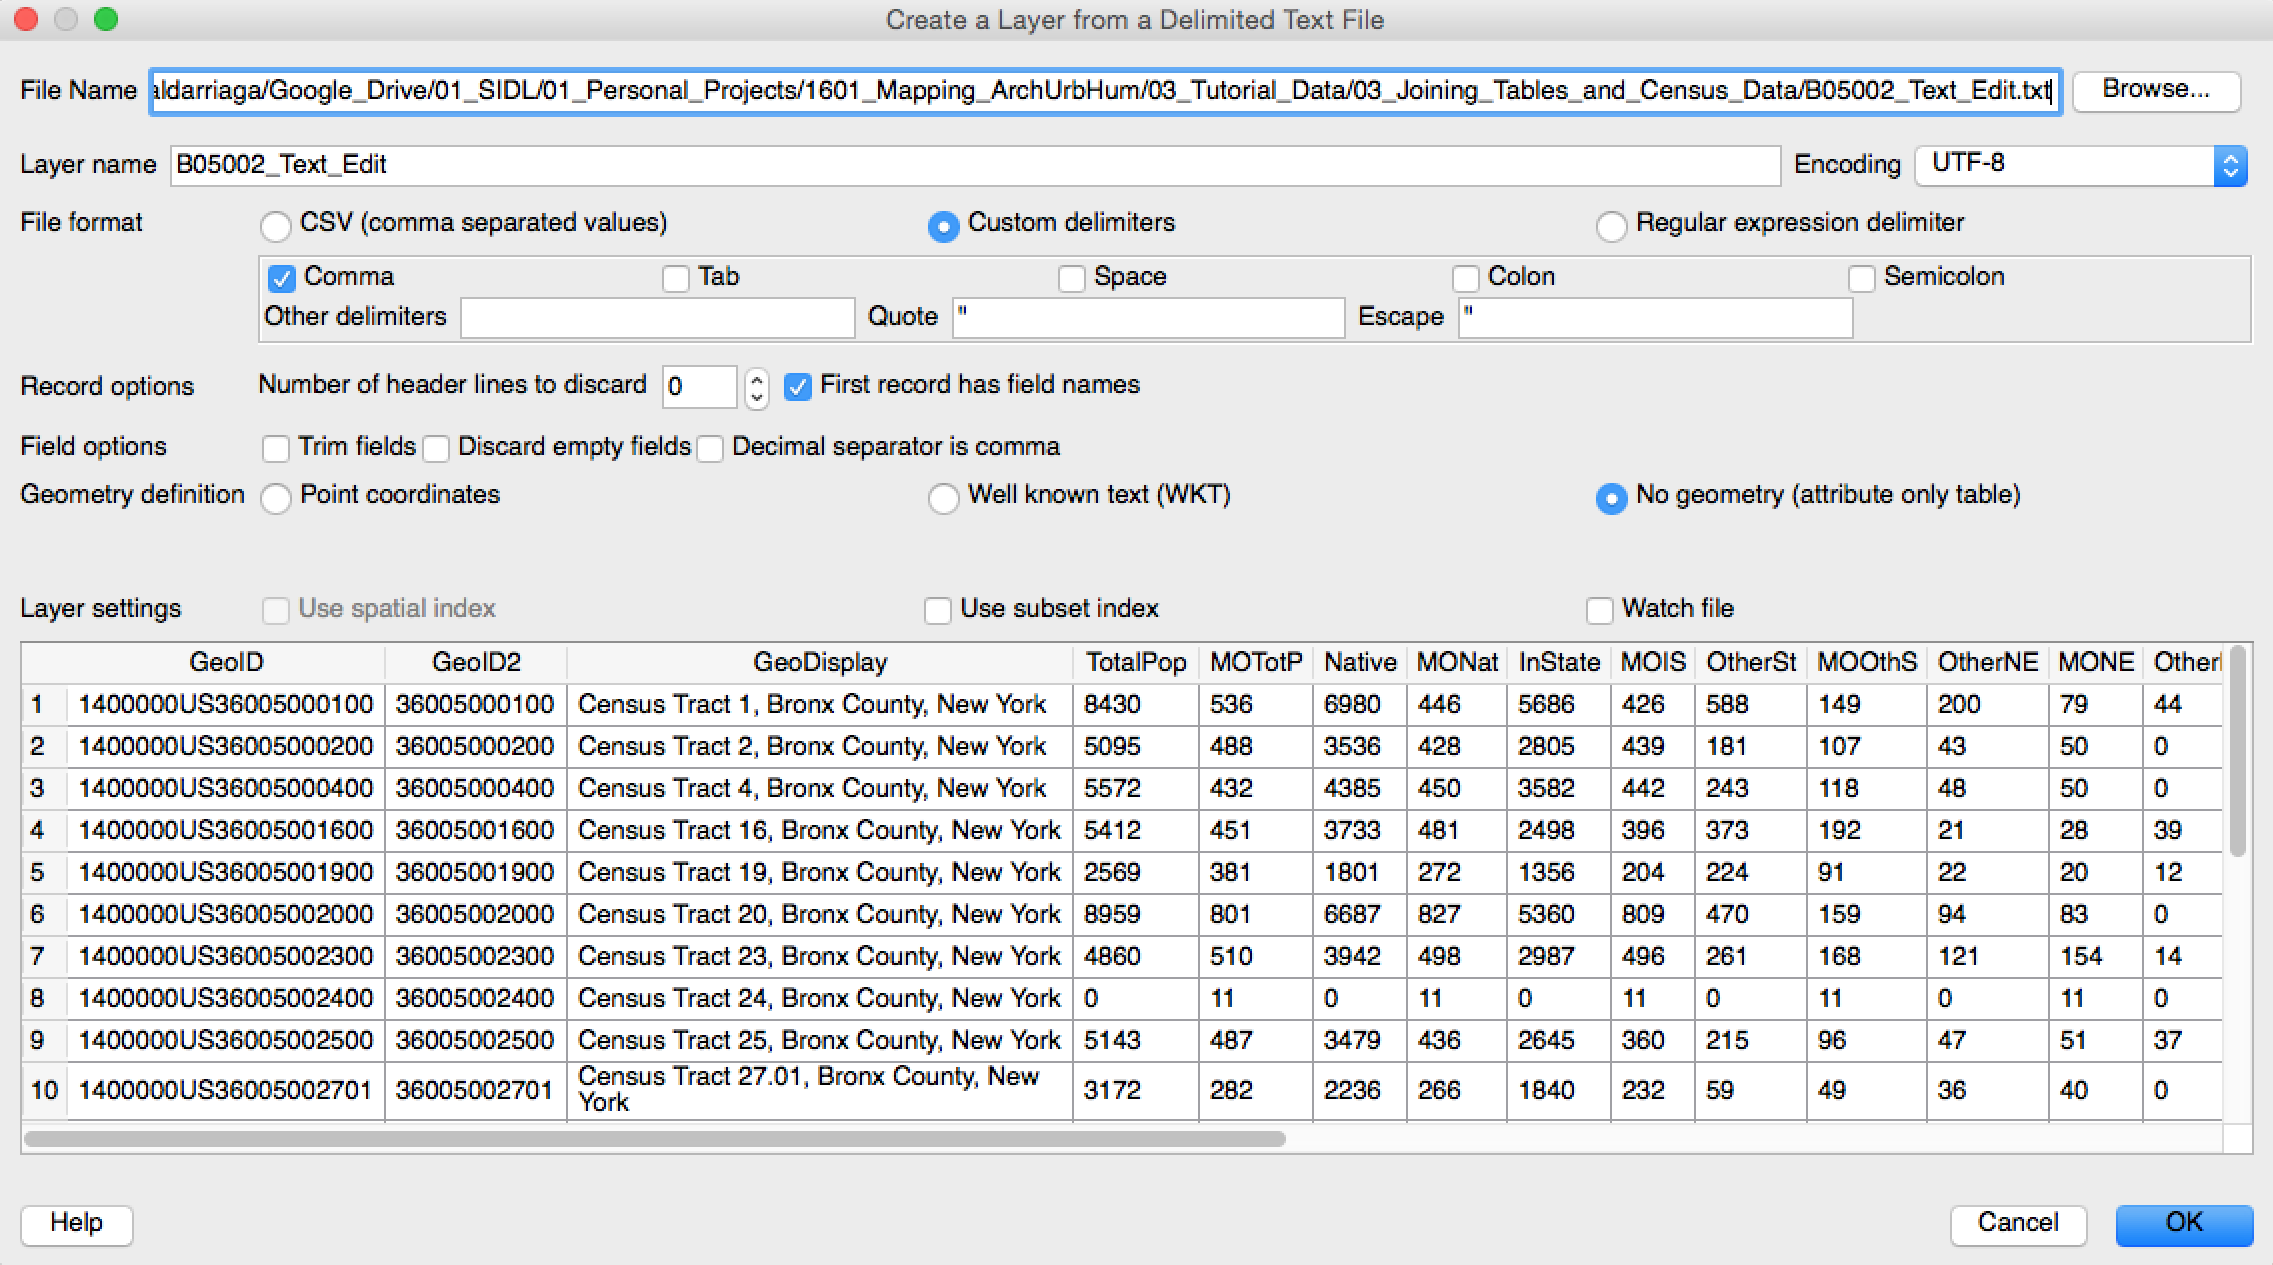 Create a Layer from a Delimited Text File
File Name aldarriaga/Google_Drive/01_SIDL/01_Personal_Projects/1601_Mapping_ArchUrbHum/03_Tutorial_Data/03_Joining_Tables_and_Census_Data/B05002_Text_Edit.txt Browse...
Layer name B05002_Text_Edit Encoding UTF-8
File format CSV (comma separated values) Custom delimiters Regular expression delimiter
Comma Tab Space Colon Semicolon
Other delimiters Quote " Escape "
Record options Number of header lines to discard 0 First record has field names
Field options Trim fields Discard empty fields Decimal separator is comma
Geometry definition Point coordinates Well known text (WKT) No geometry (attribute only table)
Layer settings Use spatial index Use subset index Watch file
GeoID GeoID2 GeoDisplay TotalPop MOTotP Native MONat InState MOIS OtherSt MOOthS OtherNE MONE Other
1 1400000US36005000100 36005000100 Census Tract 1, Bronx County, New York 8430 536 6980 446 5686 426 588 149 200 79 44
2 1400000US36005000200 36005000200 Census Tract 2, Bronx County, New York 5095 488 3536 428 2805 439 181 107 43 50 0
3 1400000US36005000400 36005000400 Census Tract 4, Bronx County, New York 5572 432 4385 450 3582 442 243 118 48 50 0
4 1400000US36005001600 36005001600 Census Tract 16, Bronx County, New York 5412 451 3733 481 2498 396 373 192 21 28 39
5 1400000US36005001900 36005001900 Census Tract 19, Bronx County, New York 2569 381 1801 272 1356 204 224 91 22 20 12
6 1400000US36005002000 36005002000 Census Tract 20, Bronx County, New York 8959 801 6687 827 5360 809 470 159 94 83 0
7 1400000US36005002300 36005002300 Census Tract 23, Bronx County, New York 4860 510 3942 498 2987 496 261 168 121 154 14
8 1400000US36005002400 36005002400 Census Tract 24, Bronx County, New York 0 11 0 11 0 11 0 11 0 11 0
9 1400000US36005002500 36005002500 Census Tract 25, Bronx County, New York 5143 487 3479 436 2645 360 215 96 47 51 37
10 1400000US36005002701 36005002701 Census Tract 27.01, Bronx County, New York 3172 282 2236 266 1840 232 59 49 36 40 0
Help Cancel OK